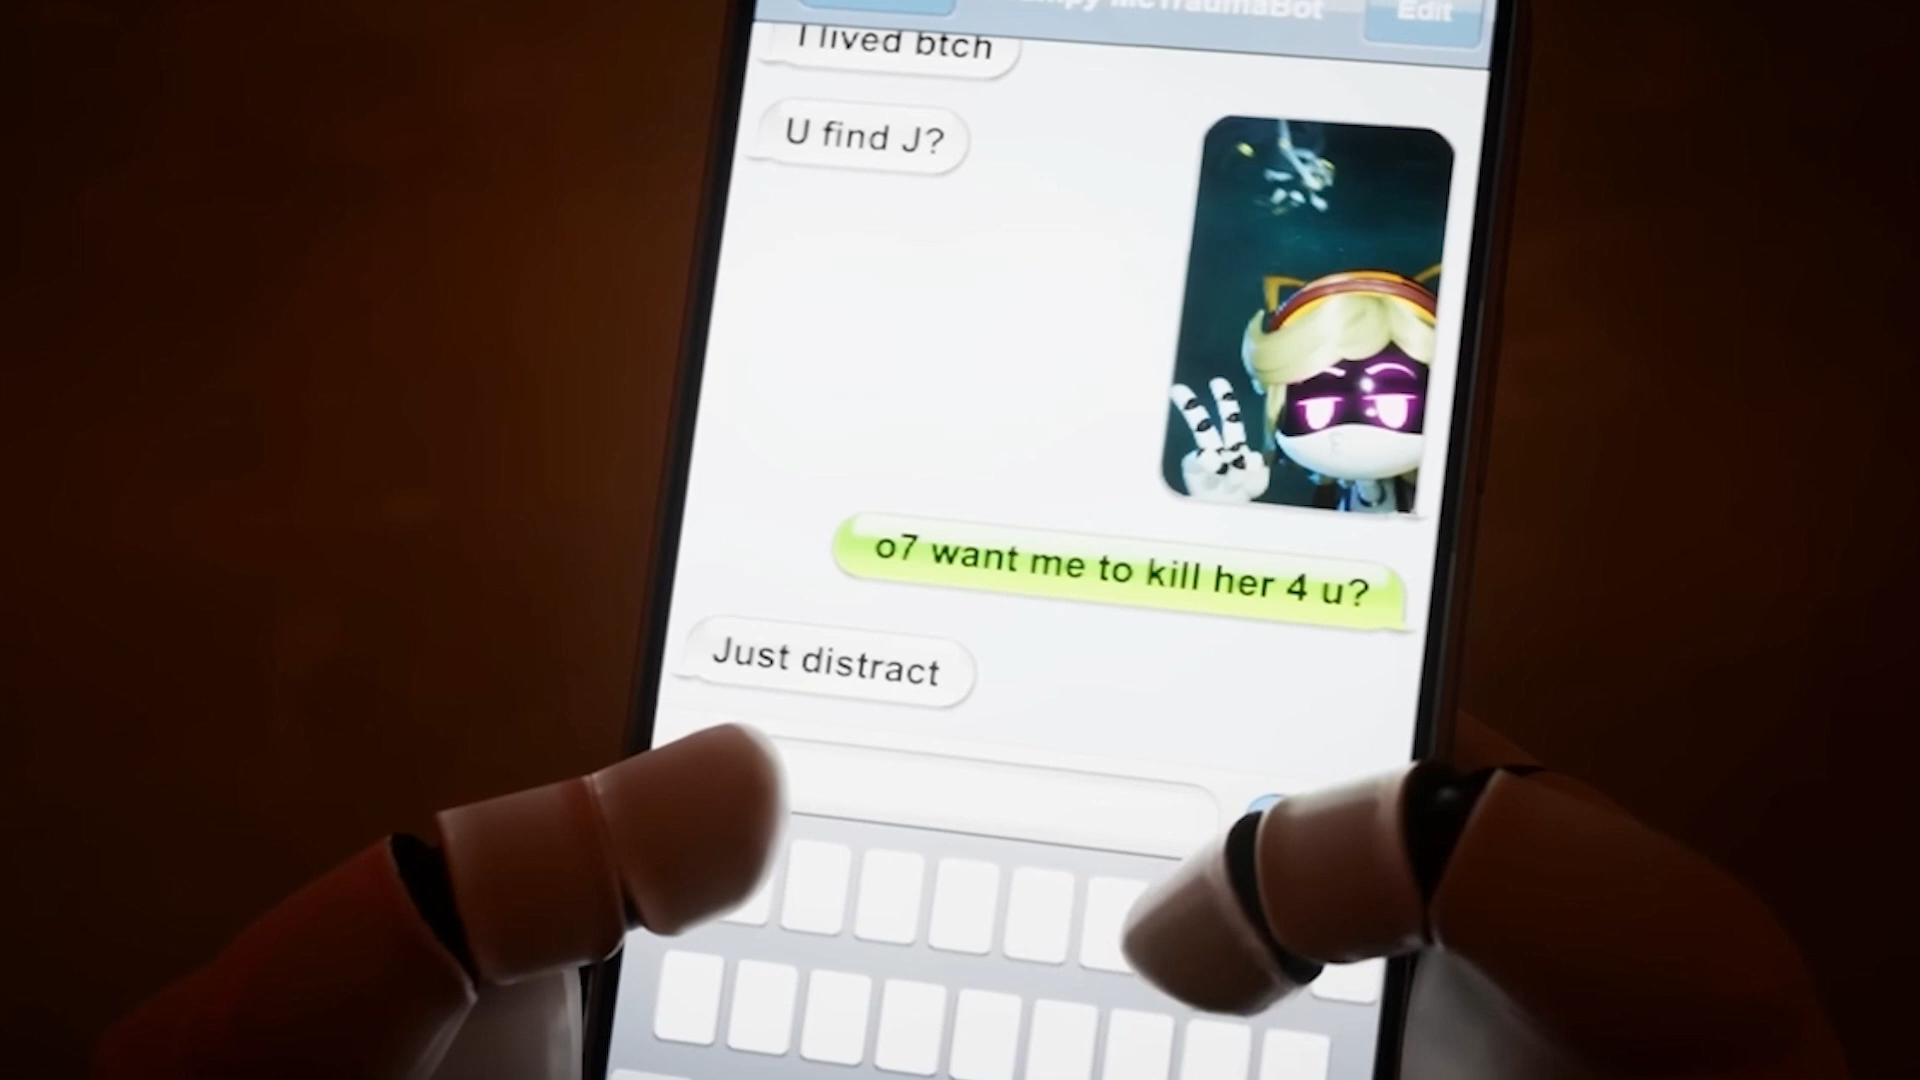 Edit
I lived btch
U find J?
o7 want me to kill her 4 u?
Just distract